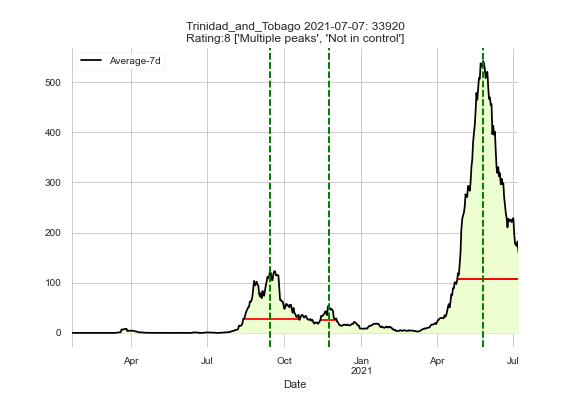 Trinidad_and_Tobago 2021-07-07: 33920
Rating:8 ['Multiple peaks', 'Not in control']
Average-7d
500
400
300
200
100
0
Apr Jul Oct Jan Apr Jul
2021
Date